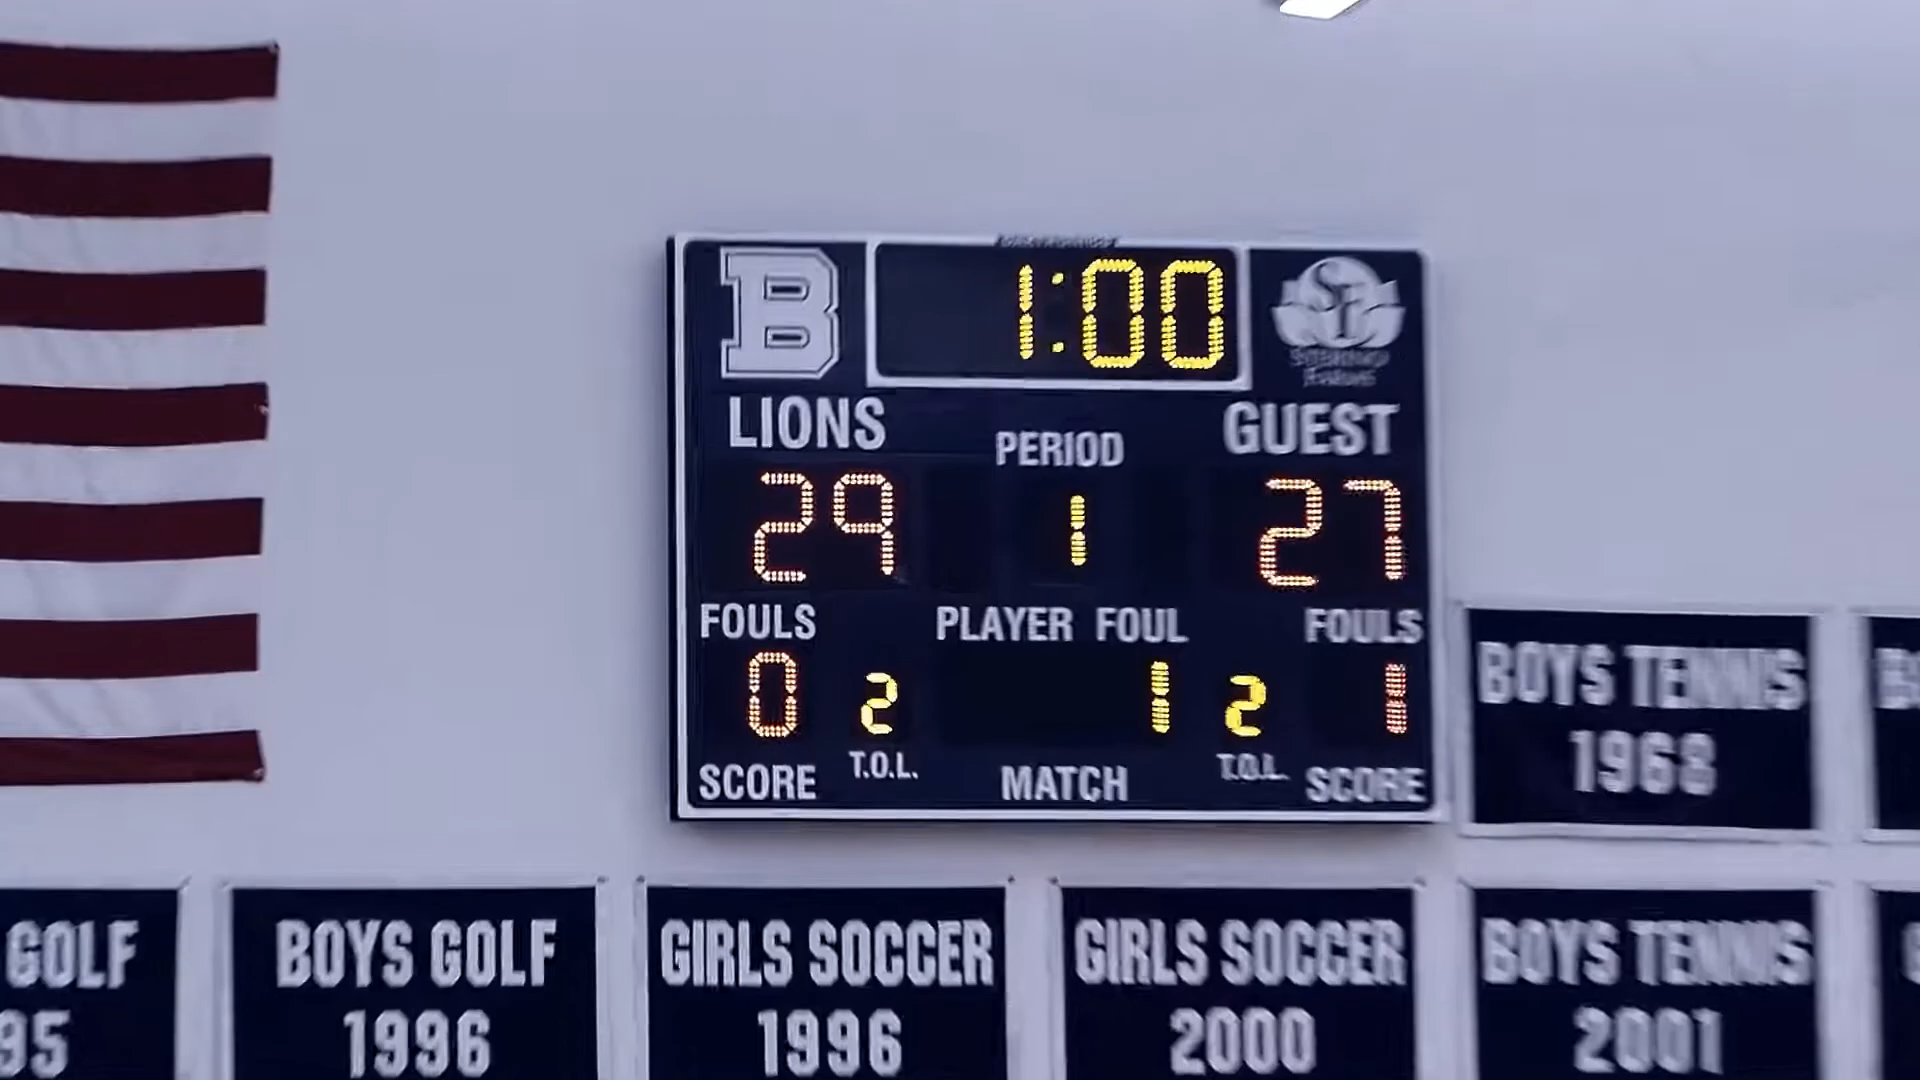 B
1:00
SF
LIONS
PERIOD
GUEST
29
1
27
FOULS
PLAYER FOUL
FOULS
0
2
1
2
1
SCORE
T.O.L.
MATCH
T.O.L.
SCORE
BOYS TENNIS
1968
GOLF
95
BOYS GOLF
1996
GIRLS SOCCER
1996
GIRLS SOCCER
2000
BOYS TENNIS
2001